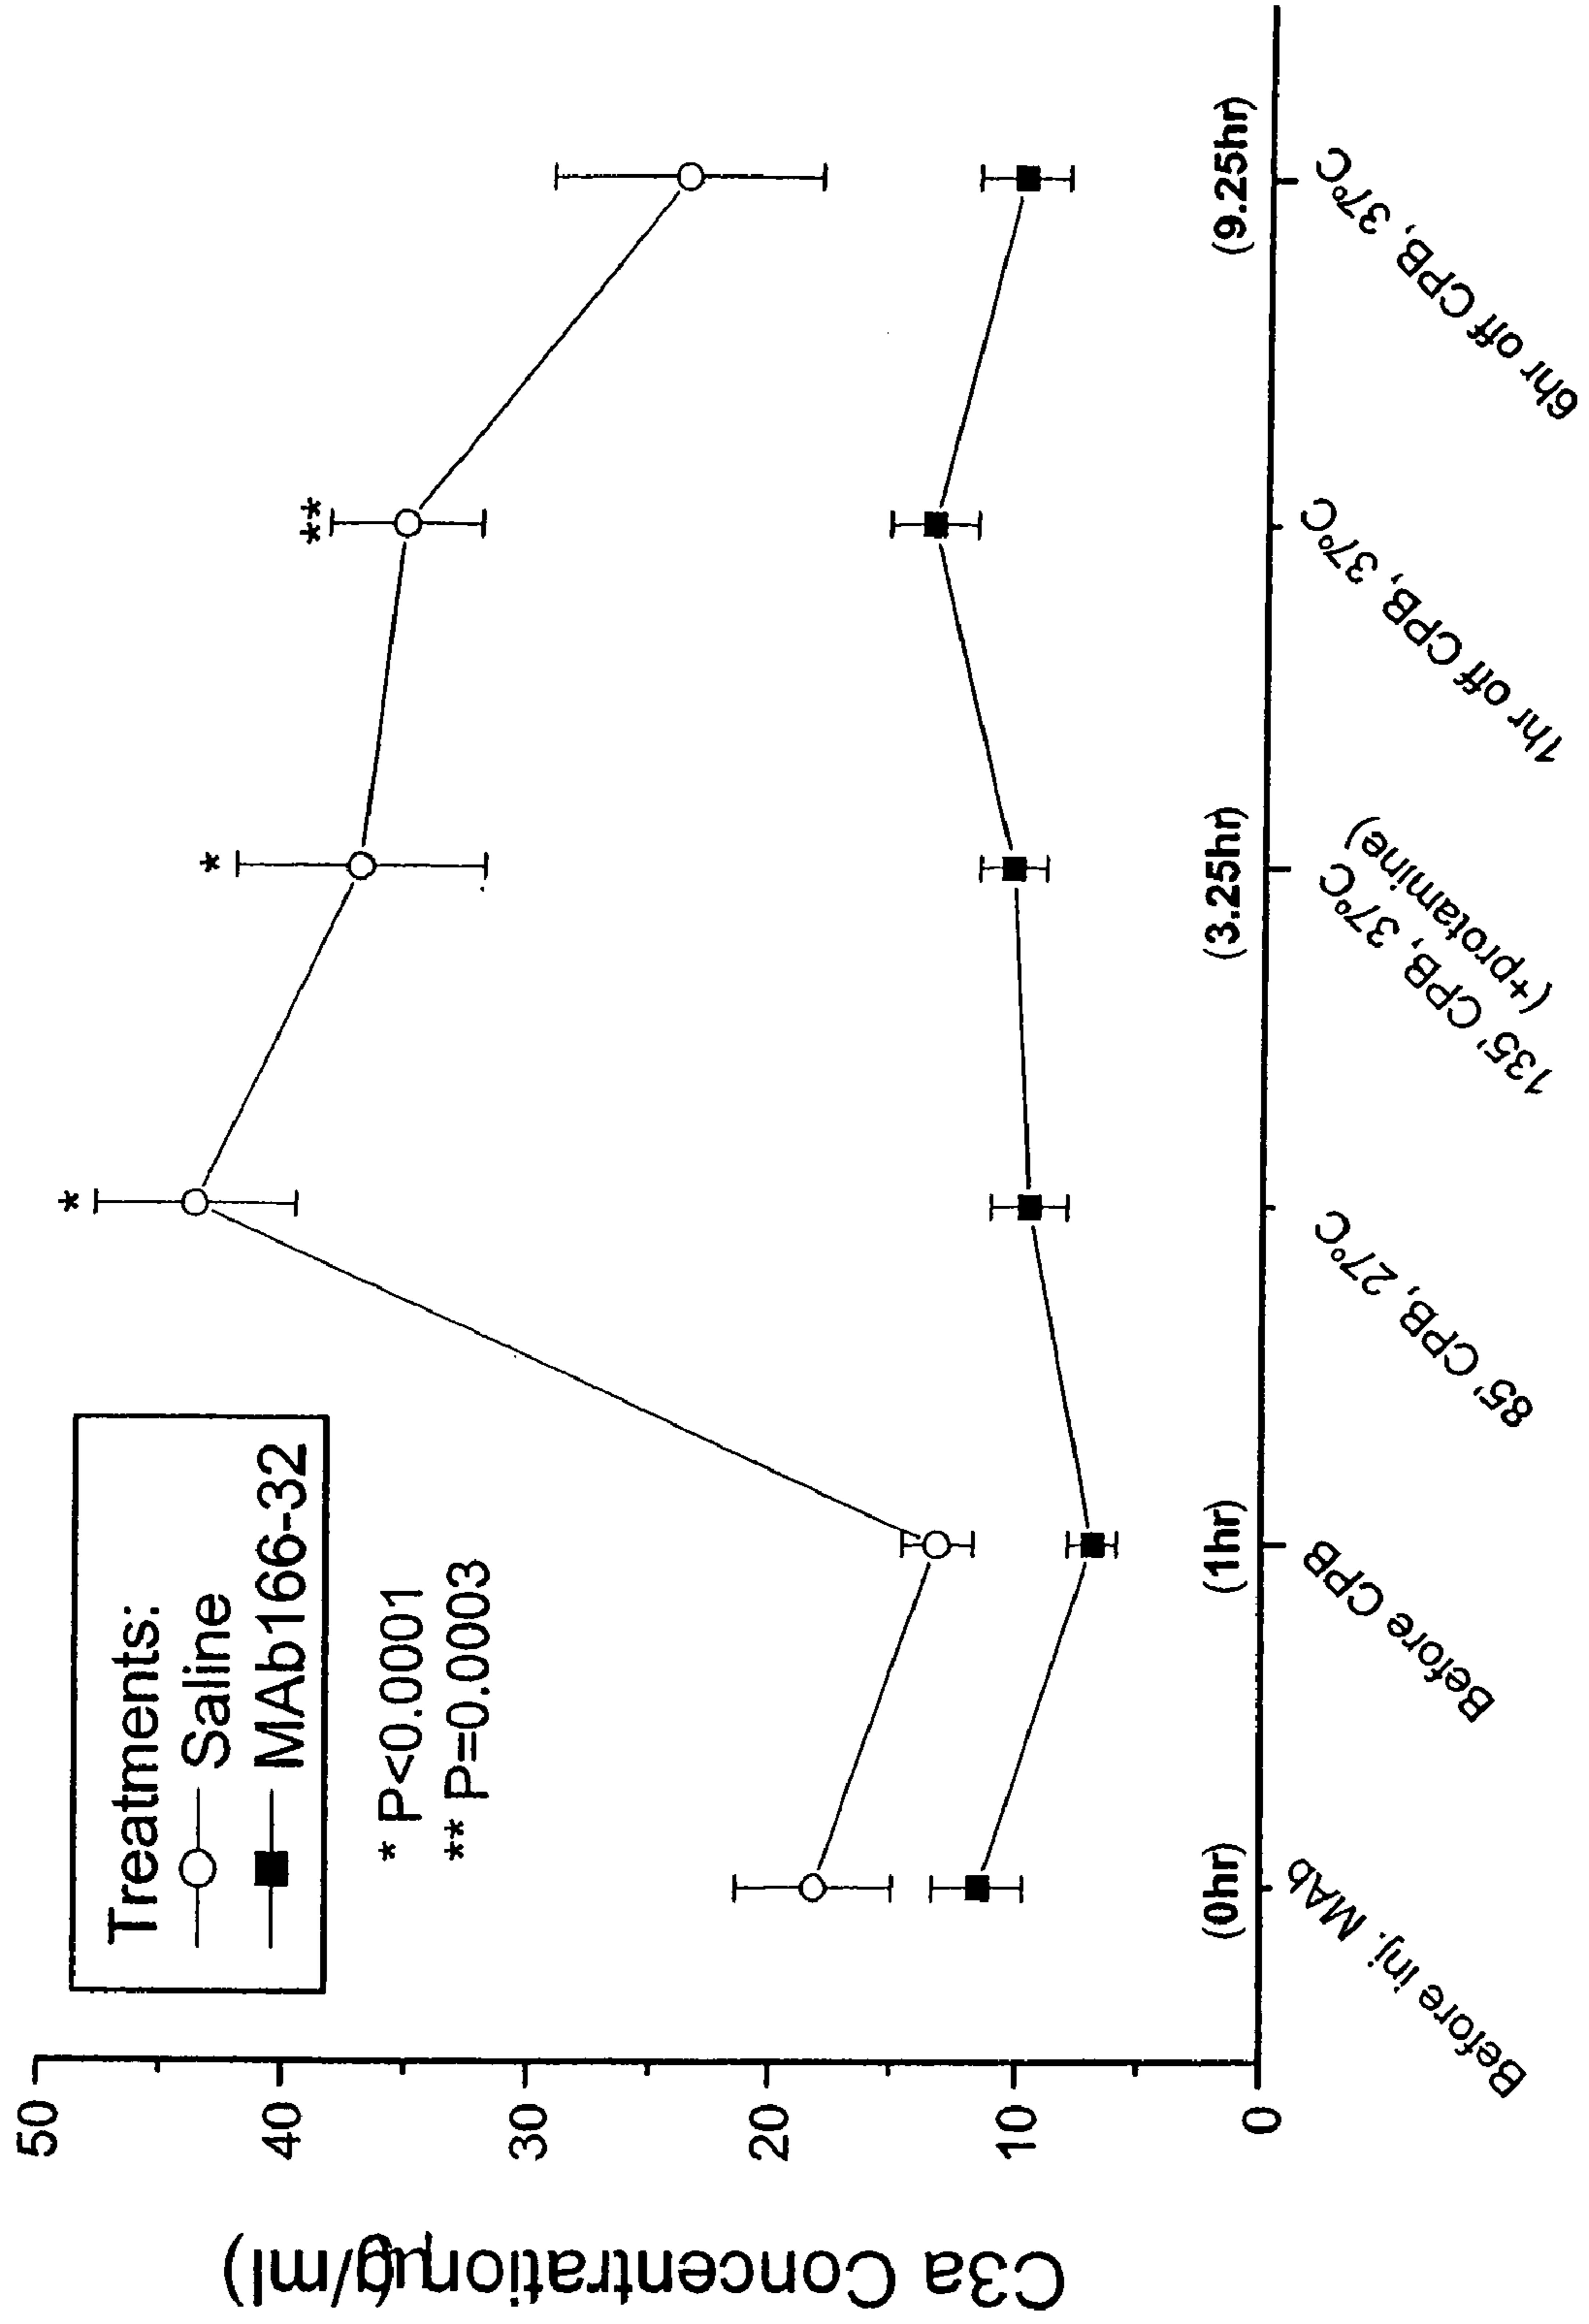 C3a Concentration(µg/ml)
50
40
30
20
10
0
Treatments:
Saline
MAb166-32
* P<0.0001
** P=0.0003
*
*
**
(0hr)
(1hr)
(3.25hr)
(9.25hr)
Before inj. MAb
Before CPB
85' CPB, 27°C
135' CPB, 37°C
(+protamine)
1hr off CPB, 37°C
6hr off CPB, 37°C